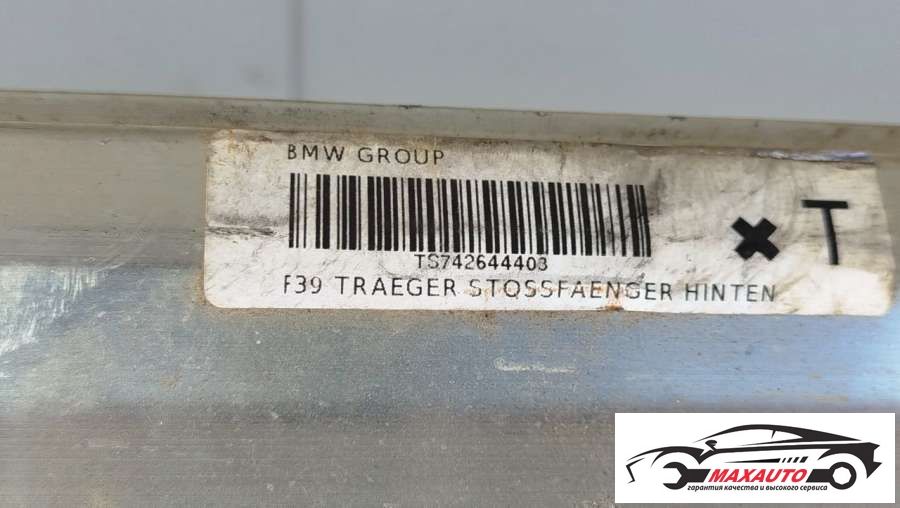 BMW GROUP
TS742644403
F39 TRAEGER STOSSFAENGER HINTEN
T
MAXAUTO
гарантия качества и высокого сервиса